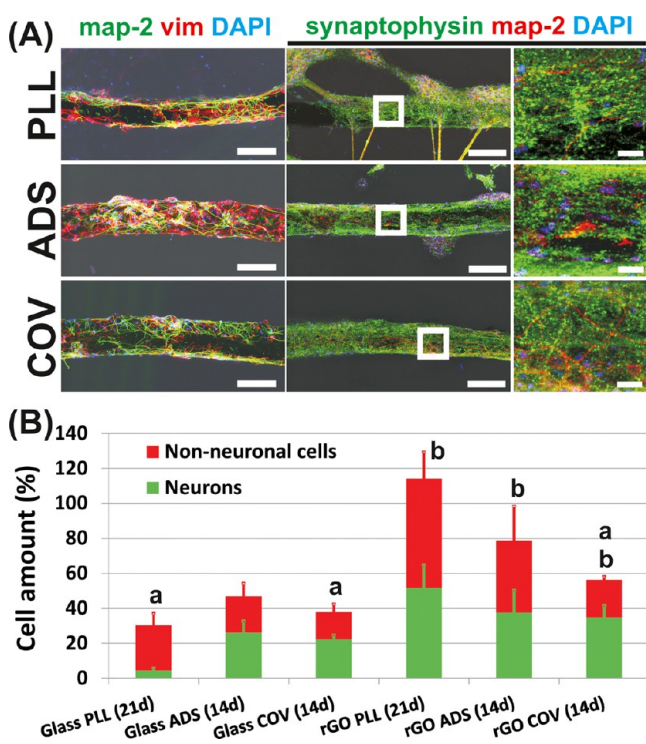 (A) map-2 vim DAPI synaptophysin map-2 DAPI
PLL
ADS
COV
(B)
140
120
100
80
60
40
20
0
Cell amount (%)
Non-neuronal cells
Neurons
a
a
b
b
a
b
Glass PLL (21d)
Glass ADS (14d)
Glass COV (14d)
rGO PLL (21d)
rGO ADS (14d)
rGO COV (14d)